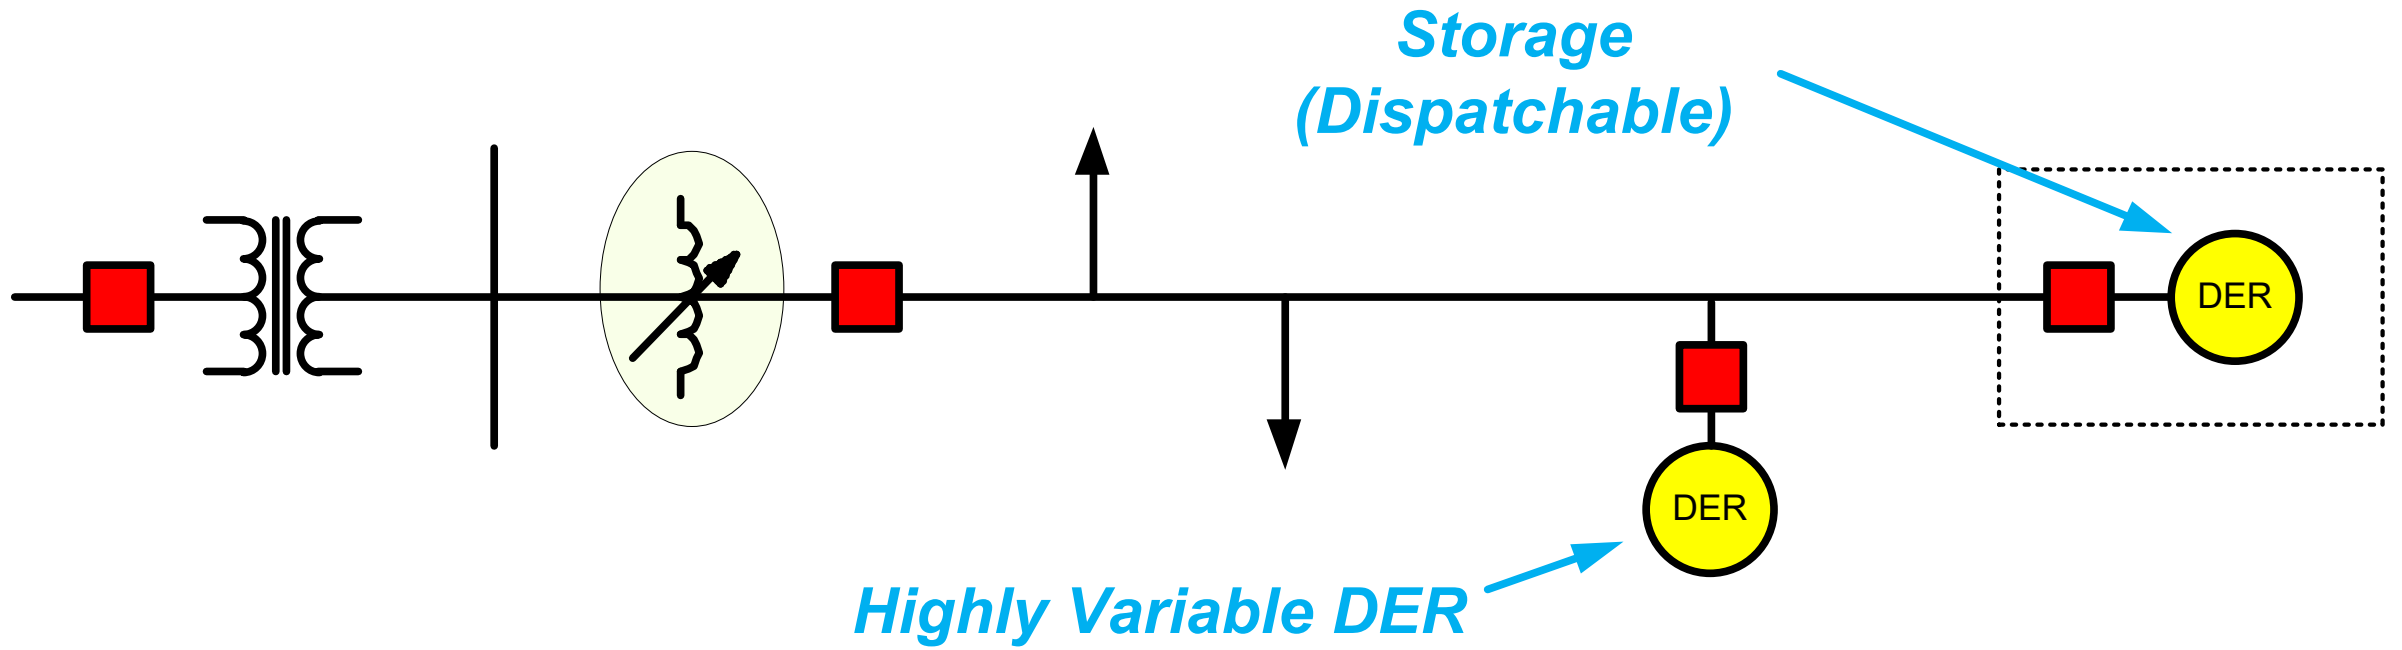 Storage
(Dispatchable)
DER
DER
Highly Variable DER